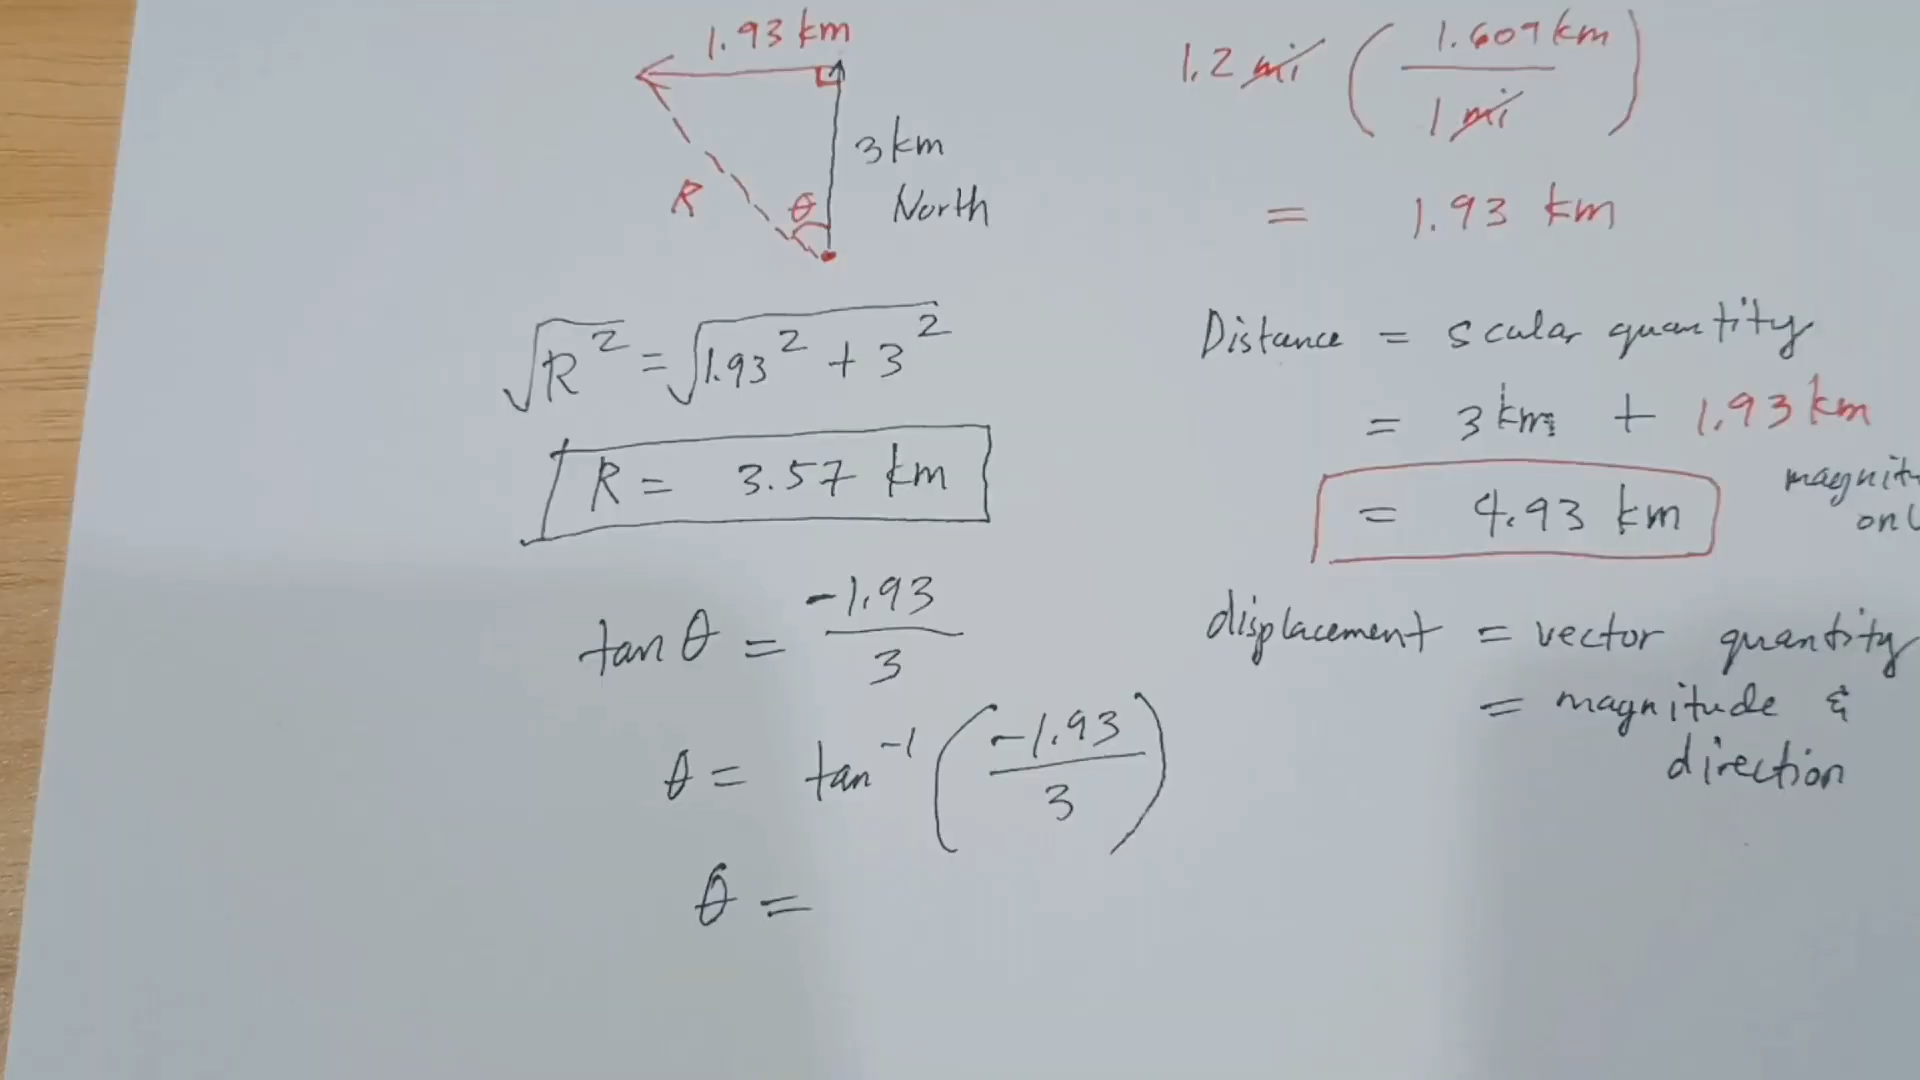 1.93 km
3 km
North
R
θ
√R² = √1.93² + 3²
R = 3.57 km
tan θ = -1.93/3
θ = tan⁻¹(-1.93/3)
θ =
1.2 mi (1.609 km/1 mi)
= 1.93 km
Distance = scalar quantity
= 3 km + 1.93 km
= 4.93 km
displacement = vector quantity
= magnitude &
direction